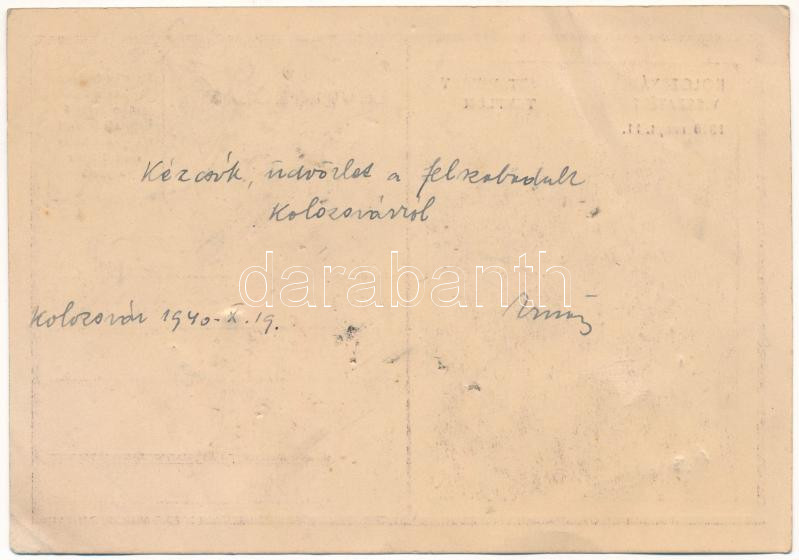 Kézcsók, üdvözlet a felszabadult
Kolozsvárról
darabanth
Kolozsvár 1940. X. 19.